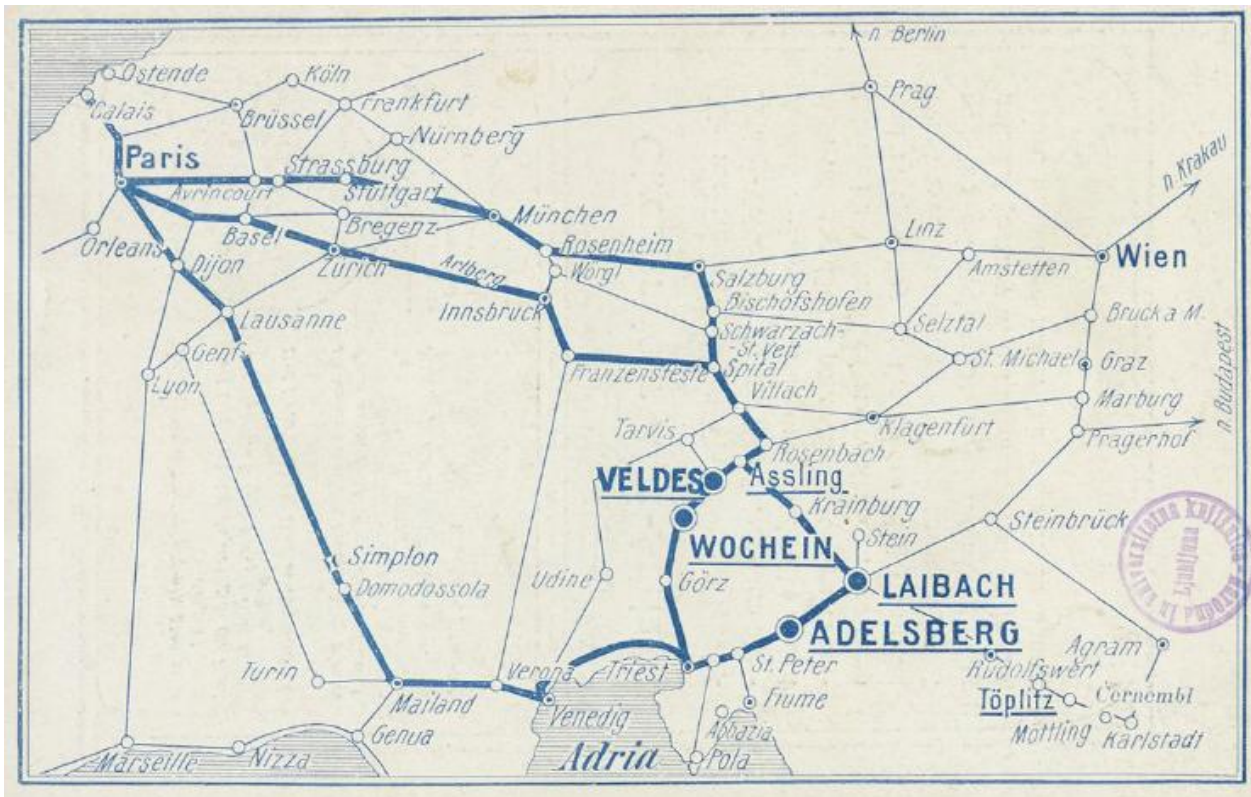 n. Berlin
Ostende
Köln
Calais
Brüssel
Frankfurt
Prag
Nürnberg
Paris
Strassburg
n. Krakau
Avrincourt
Stuttgart
München
Orleans
Basel
Bregenz
Linz
Dijon
Zürich
Arlberg
Rosenheim
Wörgl
Salzburg
Amstetten
Wien
Lausanne
Innsbruck
Bischofshofen
Selztal
Bruck a M.
Genf
Schwarzach-
-St. Veit
St. Michael
Graz
Lyon
Franzensfeste
Spital
Villach
Marburg
n. Budapest
Tarvis
Klagenfurt
Pragerhof
Rosenbach
VELDES
Assling
Krainburg
Steinbrück
WOCHEIN
Stein
Simplon
Domodossola
Udine
Görz
LAIBACH
ADELSBERG
Agram
Turin
Verona
Triest
St. Peter
Rudolfswert
Mailand
Venedig
Fiume
Töplitz
Cernembl
Abbazia
Möttling
Karlstadt
Genua
Marseille
Nizza
Adria
Pola